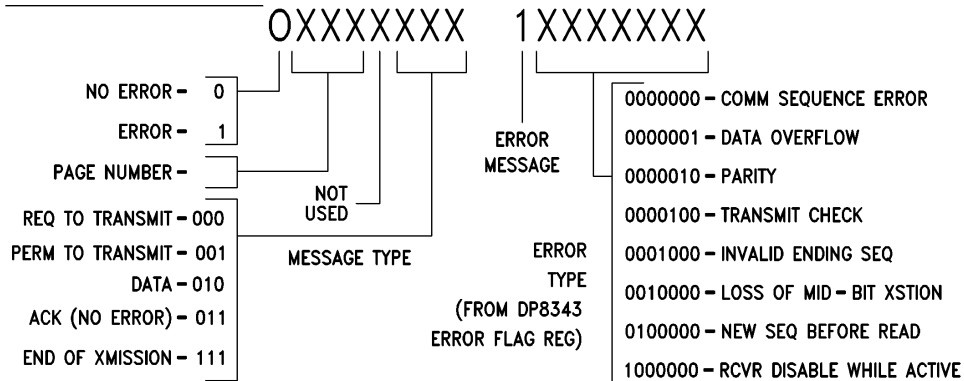 0XXXXXXX 1XXXXXXX
NO ERROR – 0
ERROR – 1
PAGE NUMBER –
NOT
USED
REQ TO TRANSMIT – 000
PERM TO TRANSMIT – 001
DATA – 010
ACK (NO ERROR) – 011
END OF XMISSION – 111
MESSAGE TYPE
ERROR
MESSAGE
ERROR
TYPE
(FROM DP8343
ERROR FLAG REG)
0000000 – COMM SEQUENCE ERROR
0000001 – DATA OVERFLOW
0000010 – PARITY
0000100 – TRANSMIT CHECK
0001000 – INVALID ENDING SEQ
0010000 – LOSS OF MID – BIT XSTION
0100000 – NEW SEQ BEFORE READ
1000000 – RCVR DISABLE WHILE ACTIVE